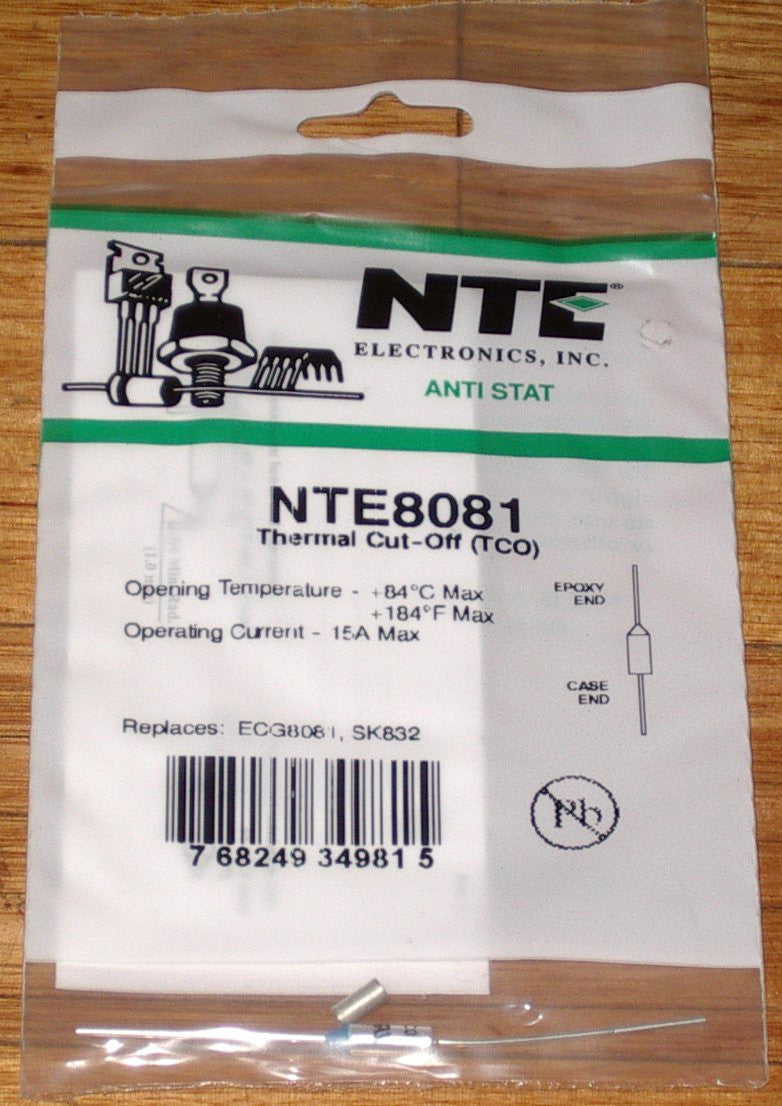 NTE®
ELECTRONICS, INC.
ANTI STAT
NTE8081
Thermal Cut-Off (TCO)
Opening Temperature - +84°C Max
+184°F Max
Operating Current - 15A Max
EPOXY
END
CASE
END
Replaces: ECG8081, SK832
Pb
7 68249 34981 5